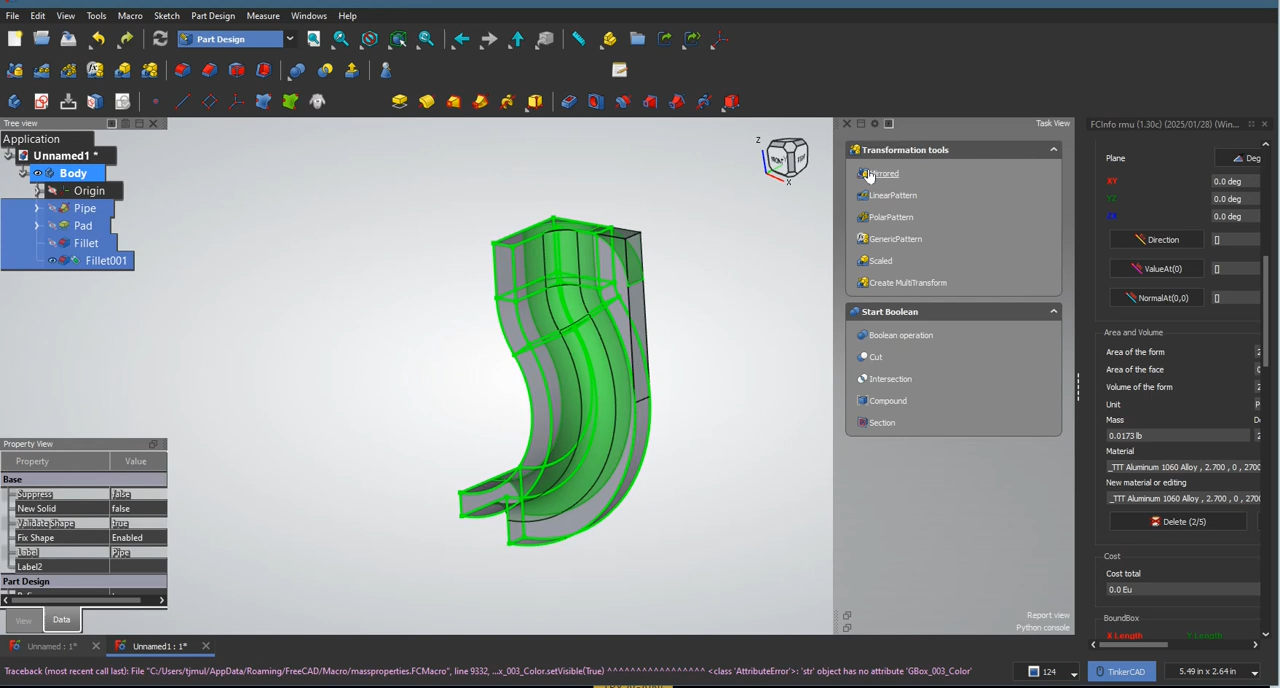 File Edit View Tools Macro Sketch Part Design Measure Windows Help
Part Design
Tree view
Application
Unnamed1 *
Body
Origin
Pipe
Pad
Fillet
Fillet001
Property View
Property Value
Base
Suppress false
New Solid false
Validate Shape true
Fix Shape Enabled
Label Pipe
Label2
Part Design
View Data
Z
X
FRONT
Task View
Transformation tools
Mirrored
LinearPattern
PolarPattern
GenericPattern
Scaled
Create MultiTransform
Start Boolean
Boolean operation
Cut
Intersection
Compound
Section
Report view
Python console
FCInfo rmu (1.30c) (2025/01/28) (Win...
Plane Deg
XY 0.0 deg
YZ 0.0 deg
ZX 0.0 deg
Direction []
ValueAt(0) []
NormalAt(0,0) []
Area and Volume
Area of the form 2
Area of the face 0
Volume of the form 2
Unit P
Mass De
0.0173 lb 2
Material
_TTT Aluminum 1060 Alloy , 2.700 , 0 , 2700
New material or editing
_TTT Aluminum 1060 Alloy , 2.700 , 0 , 2700
Delete (2/5)
Cost
Cost total
0.0 Eu
BoundBox
X Length Y Length
Unnamed : 1* Unnamed1 : 1*
Traceback (most recent call last): File "C:/Users/tjmul/AppData/Roaming/FreeCAD/Macro/massproperties.FCMacro", line 9332, ...x_003_Color.setVisible(True) ^^^^^^^^^^^^^^^^^^^^ <class 'AttributeError'>: 'str' object has no attribute 'GBox_003_Color'
124 TinkerCAD 5.49 in x 2.64 in